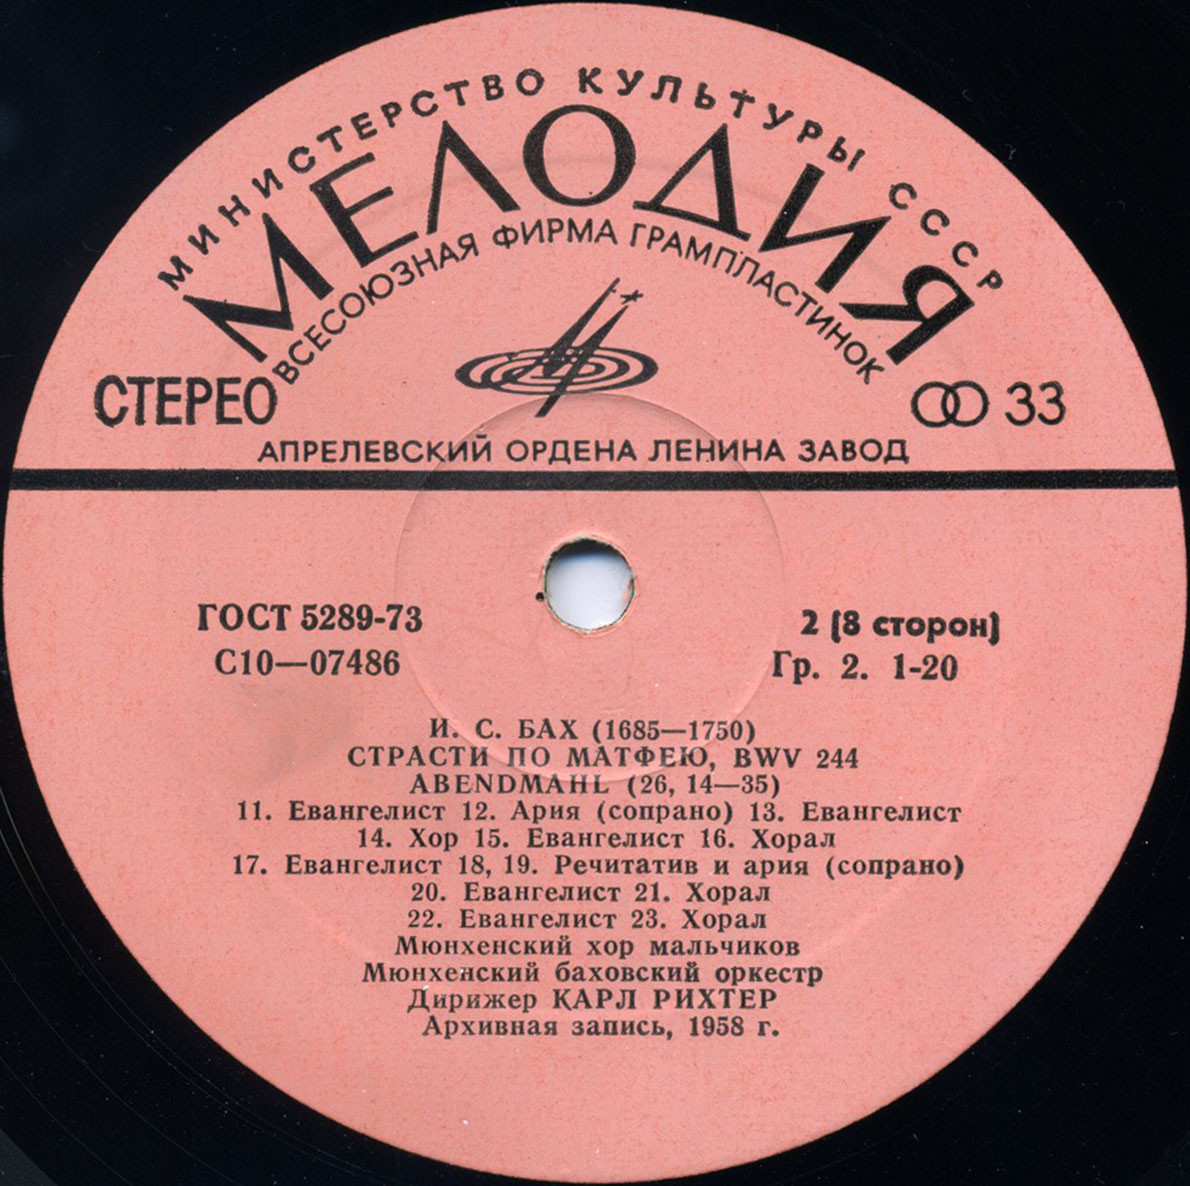 МИНИСТЕРСТВО КУЛЬТУРЫ СССР
МЕЛОДИЯ
ВСЕСОЮЗНАЯ ФИРМА ГРАМПЛАСТИНОК
СТЕРЕО
33
АПРЕЛЕВСКИЙ ОРДЕНА ЛЕНИНА ЗАВОД
ГОСТ 5289-73
2 (8 сторон)
С10—07486
Гр. 2. 1-20
И. С. БАХ (1685—1750)
СТРАСТИ ПО МАТФЕЮ, BWV 244
ABENDMAHL (26, 14—35)
11. Евангелист 12. Ария (сопрано) 13. Евангелист
14. Хор 15. Евангелист 16. Хорал
17. Евангелист 18, 19. Речитатив и ария (сопрано)
20. Евангелист 21. Хорал
22. Евангелист 23. Хорал
Мюнхенский хор мальчиков
Мюнхенский баховский оркестр
Дирижер КАРЛ РИХТЕР
Архивная запись, 1958 г.